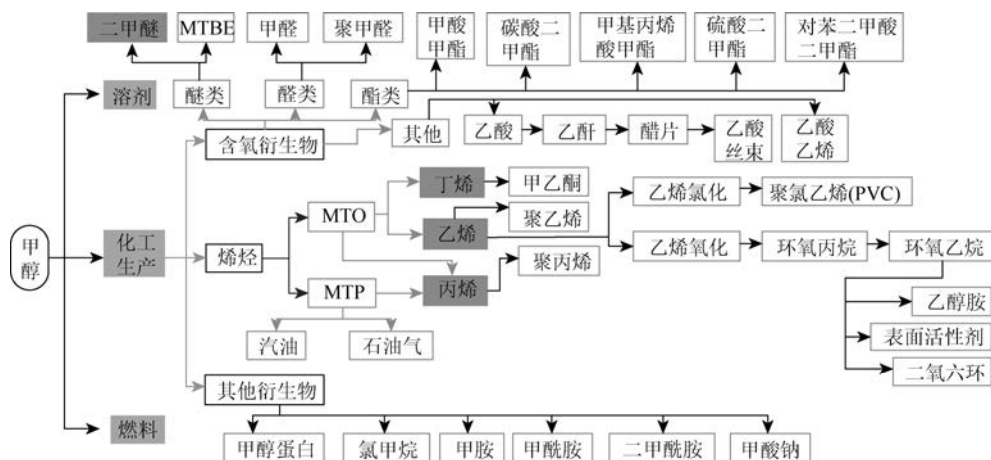 二甲醚
MTBE
甲醛
聚甲醛
甲酸
甲酯
碳酸二
甲酯
甲基丙烯
酸甲酯
硫酸二
甲酯
对苯二甲酸
二甲酯
溶剂
醚类
醛类
酯类
含氧衍生物
其他
乙酸
乙酐
醋片
乙酸
丝束
乙酸
乙烯
丁烯
甲乙酮
MTO
聚乙烯
乙烯
乙烯氯化
聚氯乙烯(PVC)
甲
醇
化工
生产
烯烃
乙烯氧化
环氧丙烷
环氧乙烷
聚丙烯
MTP
丙烯
乙醇胺
汽油
石油气
表面活性剂
二氧六环
其他衍生物
燃料
甲醇蛋白
氯甲烷
甲胺
甲酰胺
二甲酰胺
甲酸钠